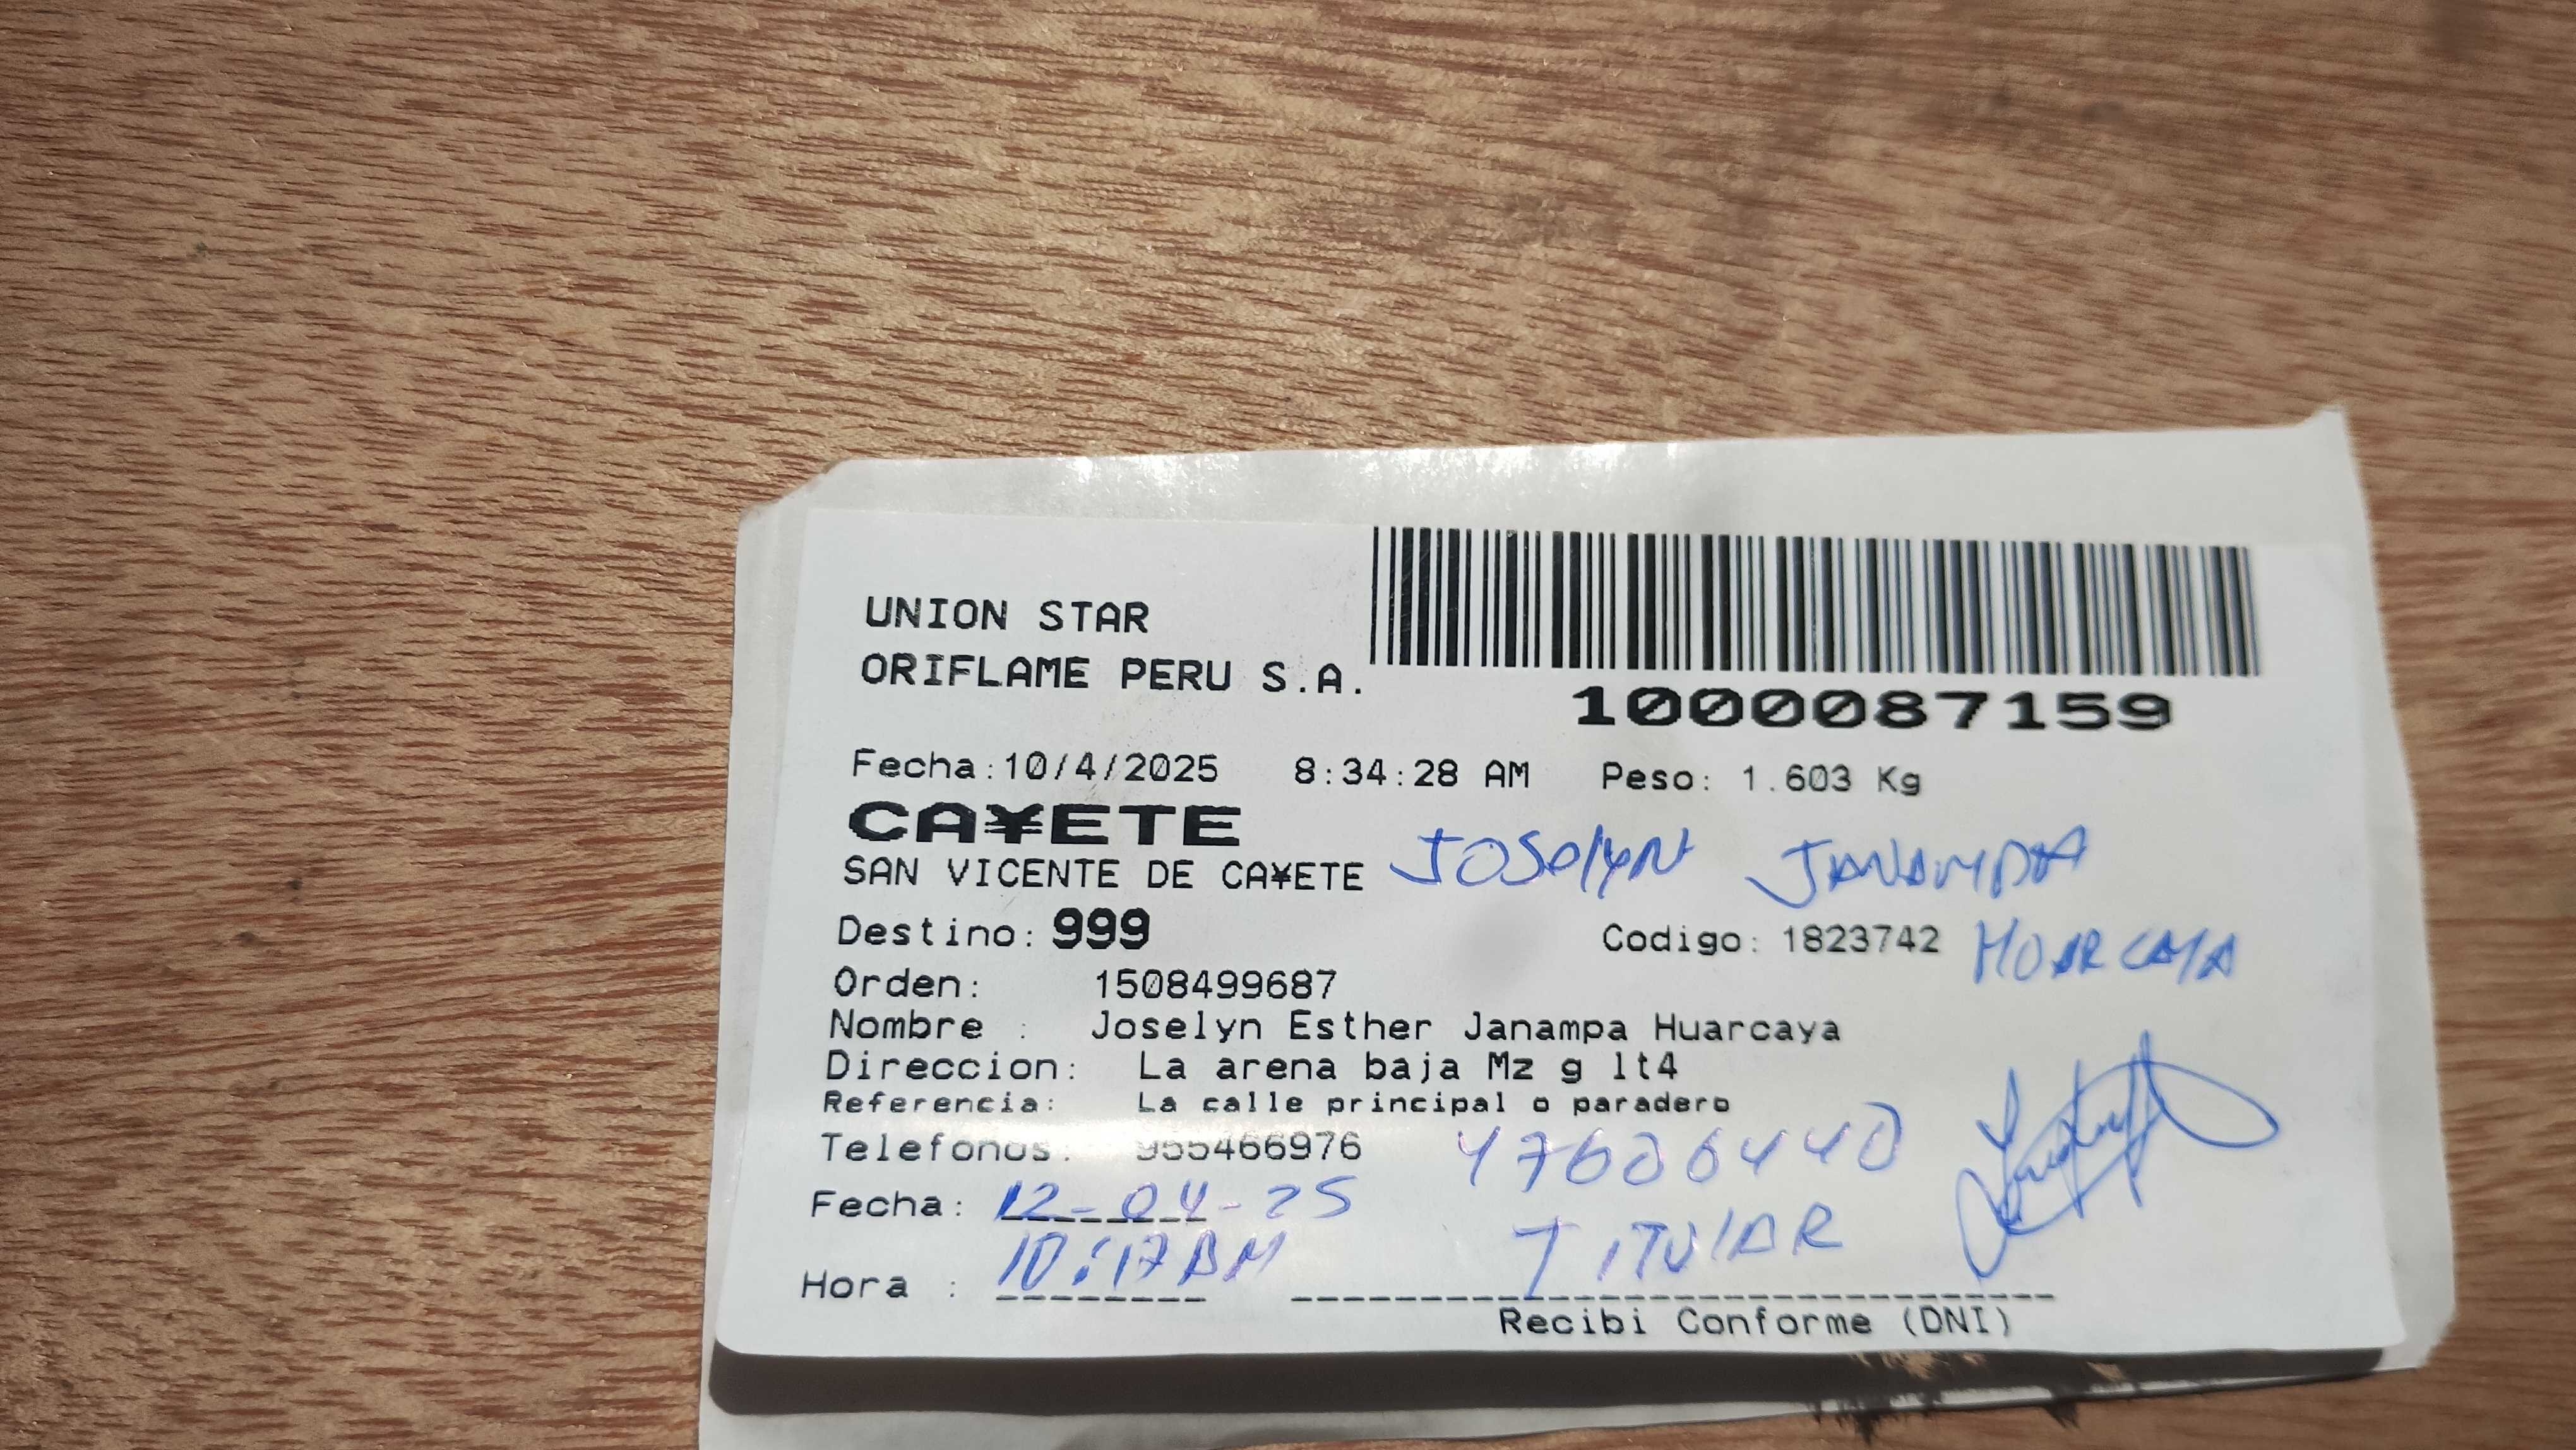 UNION STAR
ORIFLAME PERU S.A.
1000087159
Fecha:10/4/2025 8:34:28 AM Peso: 1.603 Kg
CA¥ETE
SAN VICENTE DE CA¥ETE Joselyn JANAMPA
Destino: 999 Codigo: 1823742 HUARCAYA
Orden: 1508499687
Nombre : Joselyn Esther Janampa Huarcaya
Direccion: La arena baja Mz g lt4
Referencia: La calle principal o paradero
Telefonos: 955466976 47606440
Fecha: 12-04-25
Hora : 10:17AM TITULAR
Recibi Conforme (DNI)